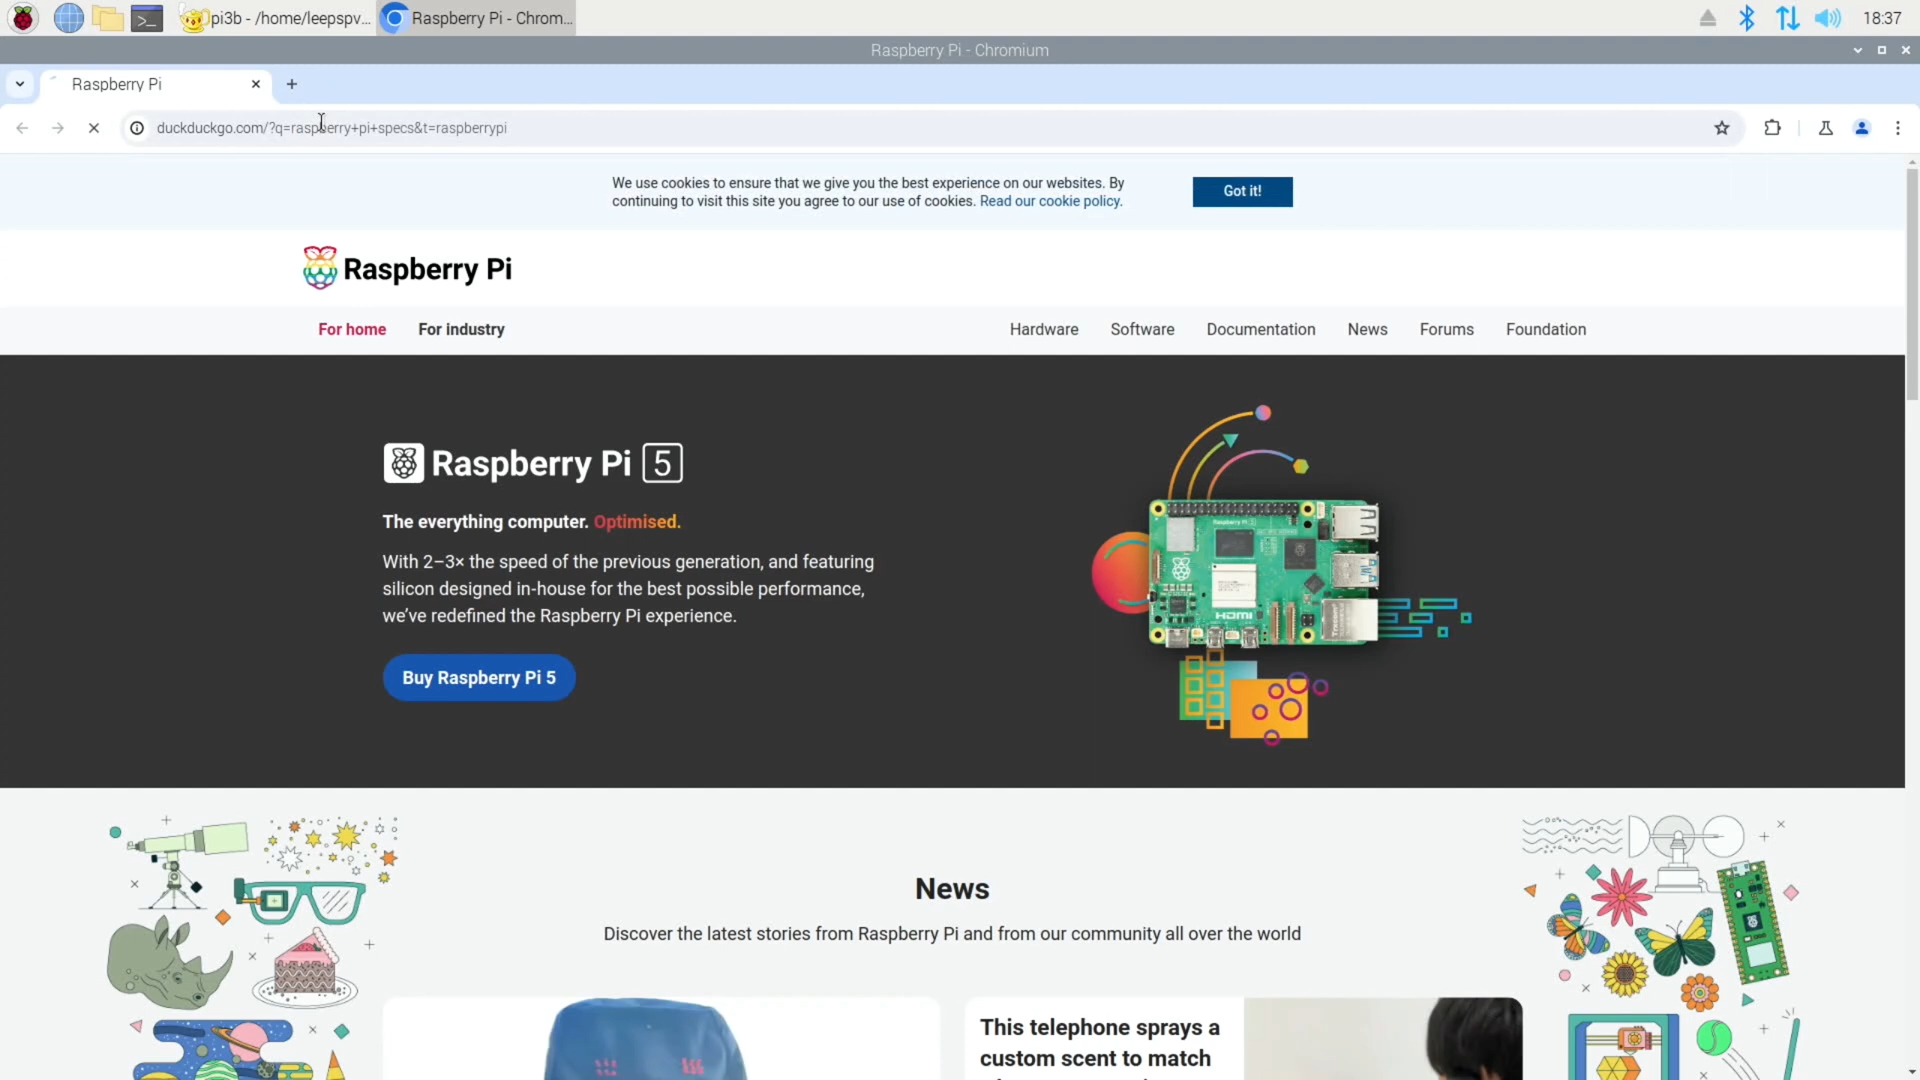 pi3b - /home/leepspv...
Raspberry Pi - Chrom...
18:37
Raspberry Pi - Chromium
Raspberry Pi
duckduckgo.com/?q=raspberry+pi+specs&t=raspberrypi
We use cookies to ensure that we give you the best experience on our websites. By
continuing to visit this site you agree to our use of cookies. Read our cookie policy.
Got it!
Raspberry Pi
For home
For industry
Hardware
Software
Documentation
News
Forums
Foundation
Raspberry Pi 5
The everything computer. Optimised.
With 2–3× the speed of the previous generation, and featuring
silicon designed in-house for the best possible performance,
we've redefined the Raspberry Pi experience.
Buy Raspberry Pi 5
HDMI
News
Discover the latest stories from Raspberry Pi and from our community all over the world
This telephone sprays a
custom scent to match